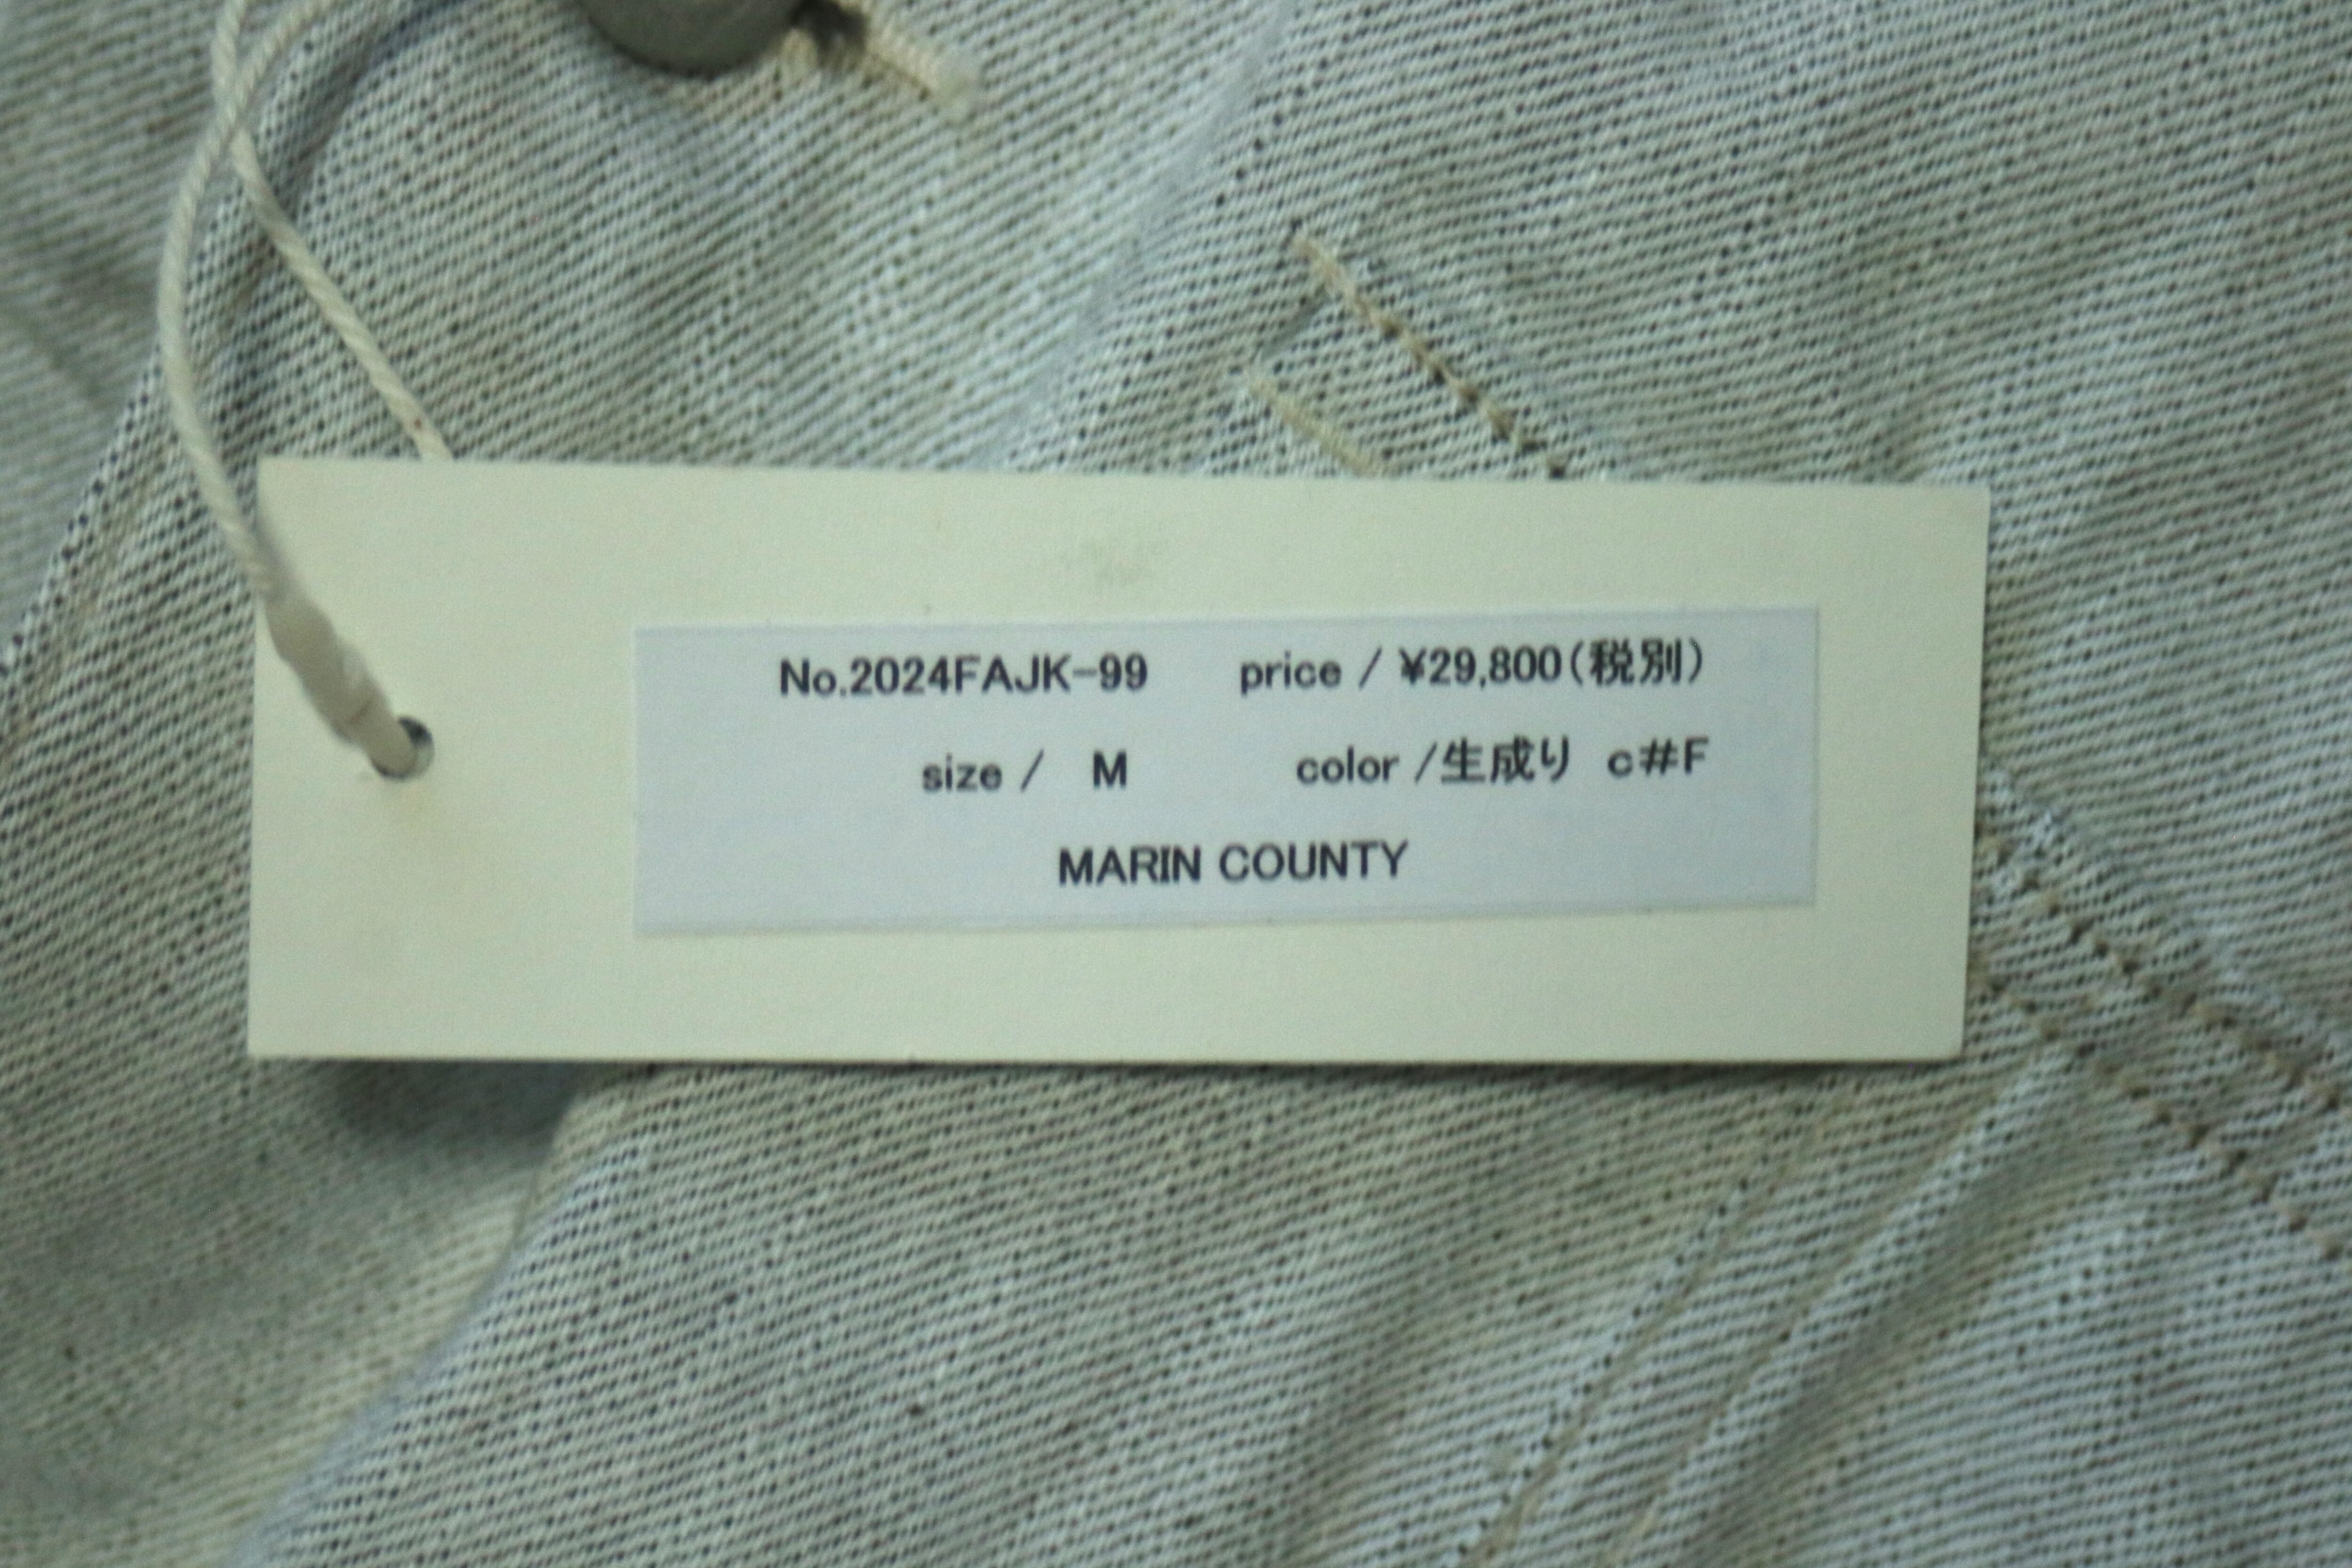 No.2024FAJK-99 price / ¥29,800(税別)
size / M color /生成り c#F
MARIN COUNTY